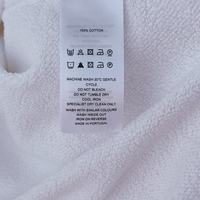 100% COTTON
MACHINE WASH 30°C GENTLE
CYCLE
DO NOT BLEACH
DO NOT TUMBLE DRY
COOL IRON
SPECIALIST DRY CLEAN ONLY
WASH WITH SIMILAR COLOURS
WASH INSIDE OUT
IRON ON REVERSE
MADE IN PORTUGAL